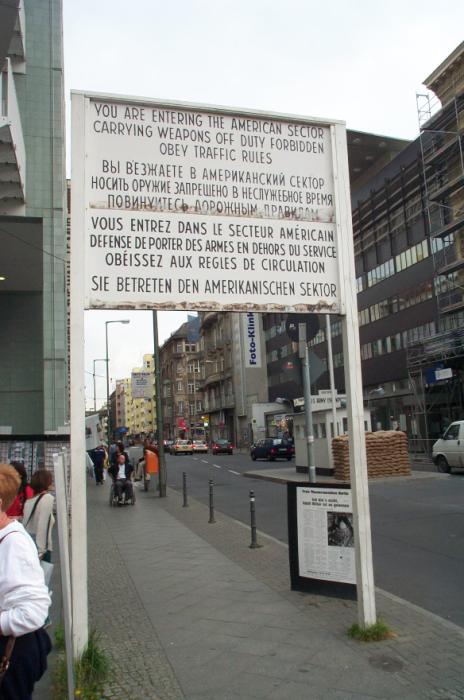 YOU ARE ENTERING THE AMERICAN SECTOR
CARRYING WEAPONS OFF DUTY FORBIDDEN
OBEY TRAFFIC RULES
ВЫ ВЪЕЗЖАЕТЕ В АМЕРИКАНСКИЙ СЕКТОР
НОСИТЬ ОРУЖИЕ ЗАПРЕЩЕНО В НЕСЛУЖЕБНОЕ ВРЕМЯ
ПОВИНУЙТЕСЬ ДОРОЖНЫМ ПРАВИЛАМ
VOUS ENTREZ DANS LE SECTEUR AMÉRICAIN
DEFENSE DE PORTER DES ARMES EN DEHORS DU SERVICE
OBÉISSEZ AUX REGLES DE CIRCULATION
SIE BETRETEN DEN AMERIKANISCHEN SEKTOR
Foto-Klink